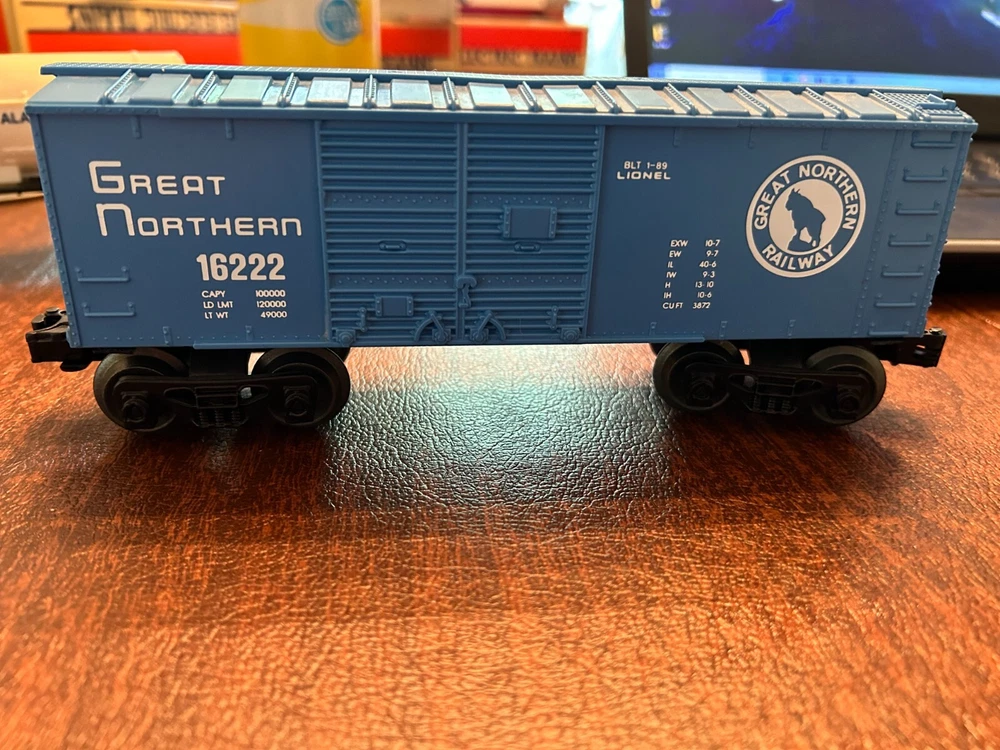 GREAT
NORTHERN
16222
CAPY 100000
LD LMT 120000
LT WT 49000
BLT 1-89
LIONEL
EXW 10-7
EW 9-7
IL 40-6
IW 9-3
H 13-10
IH 10-6
CU FT 3872
GREAT NORTHERN
RAILWAY
ALA